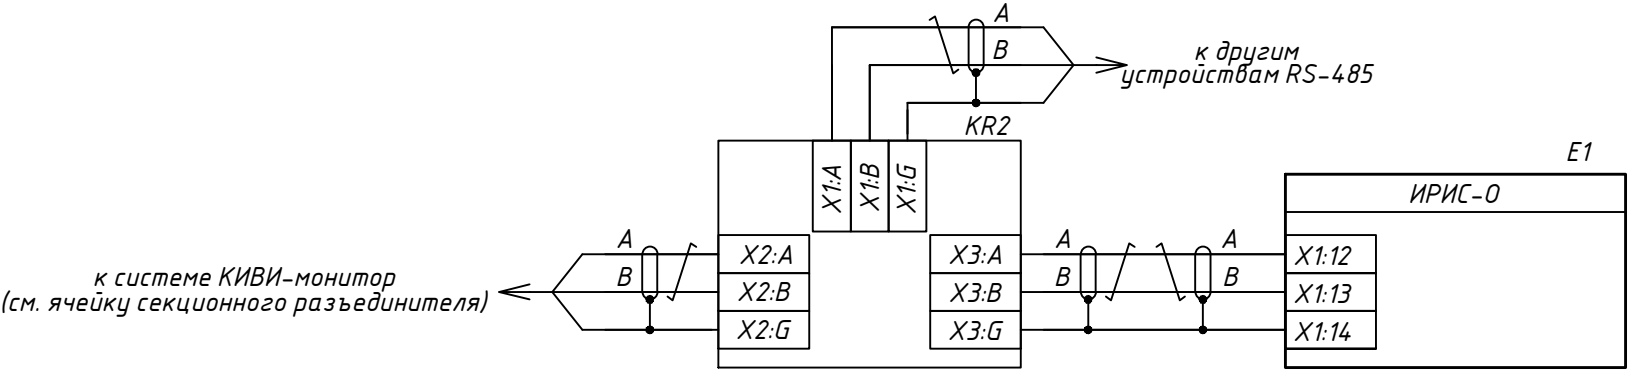 A
B
к другим
устройствам RS-485
KR2
X1:A
X1:B
X1:G
E1
ИРИС-О
A
B
X2:A
X2:B
X2:G
к системе КИВИ-монитор
(см. ячейку секционного разъединителя)
X3:A
X3:B
X3:G
A
B
A
B
X1:12
X1:13
X1:14